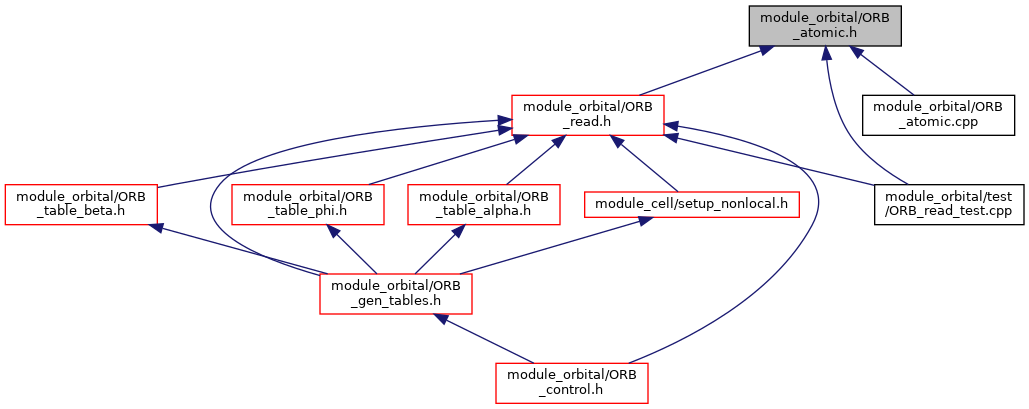 module_orbital/ORB
_atomic.h
module_orbital/ORB
_read.h
module_orbital/ORB
_atomic.cpp
module_orbital/ORB
_table_beta.h
module_orbital/ORB
_table_phi.h
module_orbital/ORB
_table_alpha.h
module_cell/setup_nonlocal.h
module_orbital/test
/ORB_read_test.cpp
module_orbital/ORB
_gen_tables.h
module_orbital/ORB
_control.h